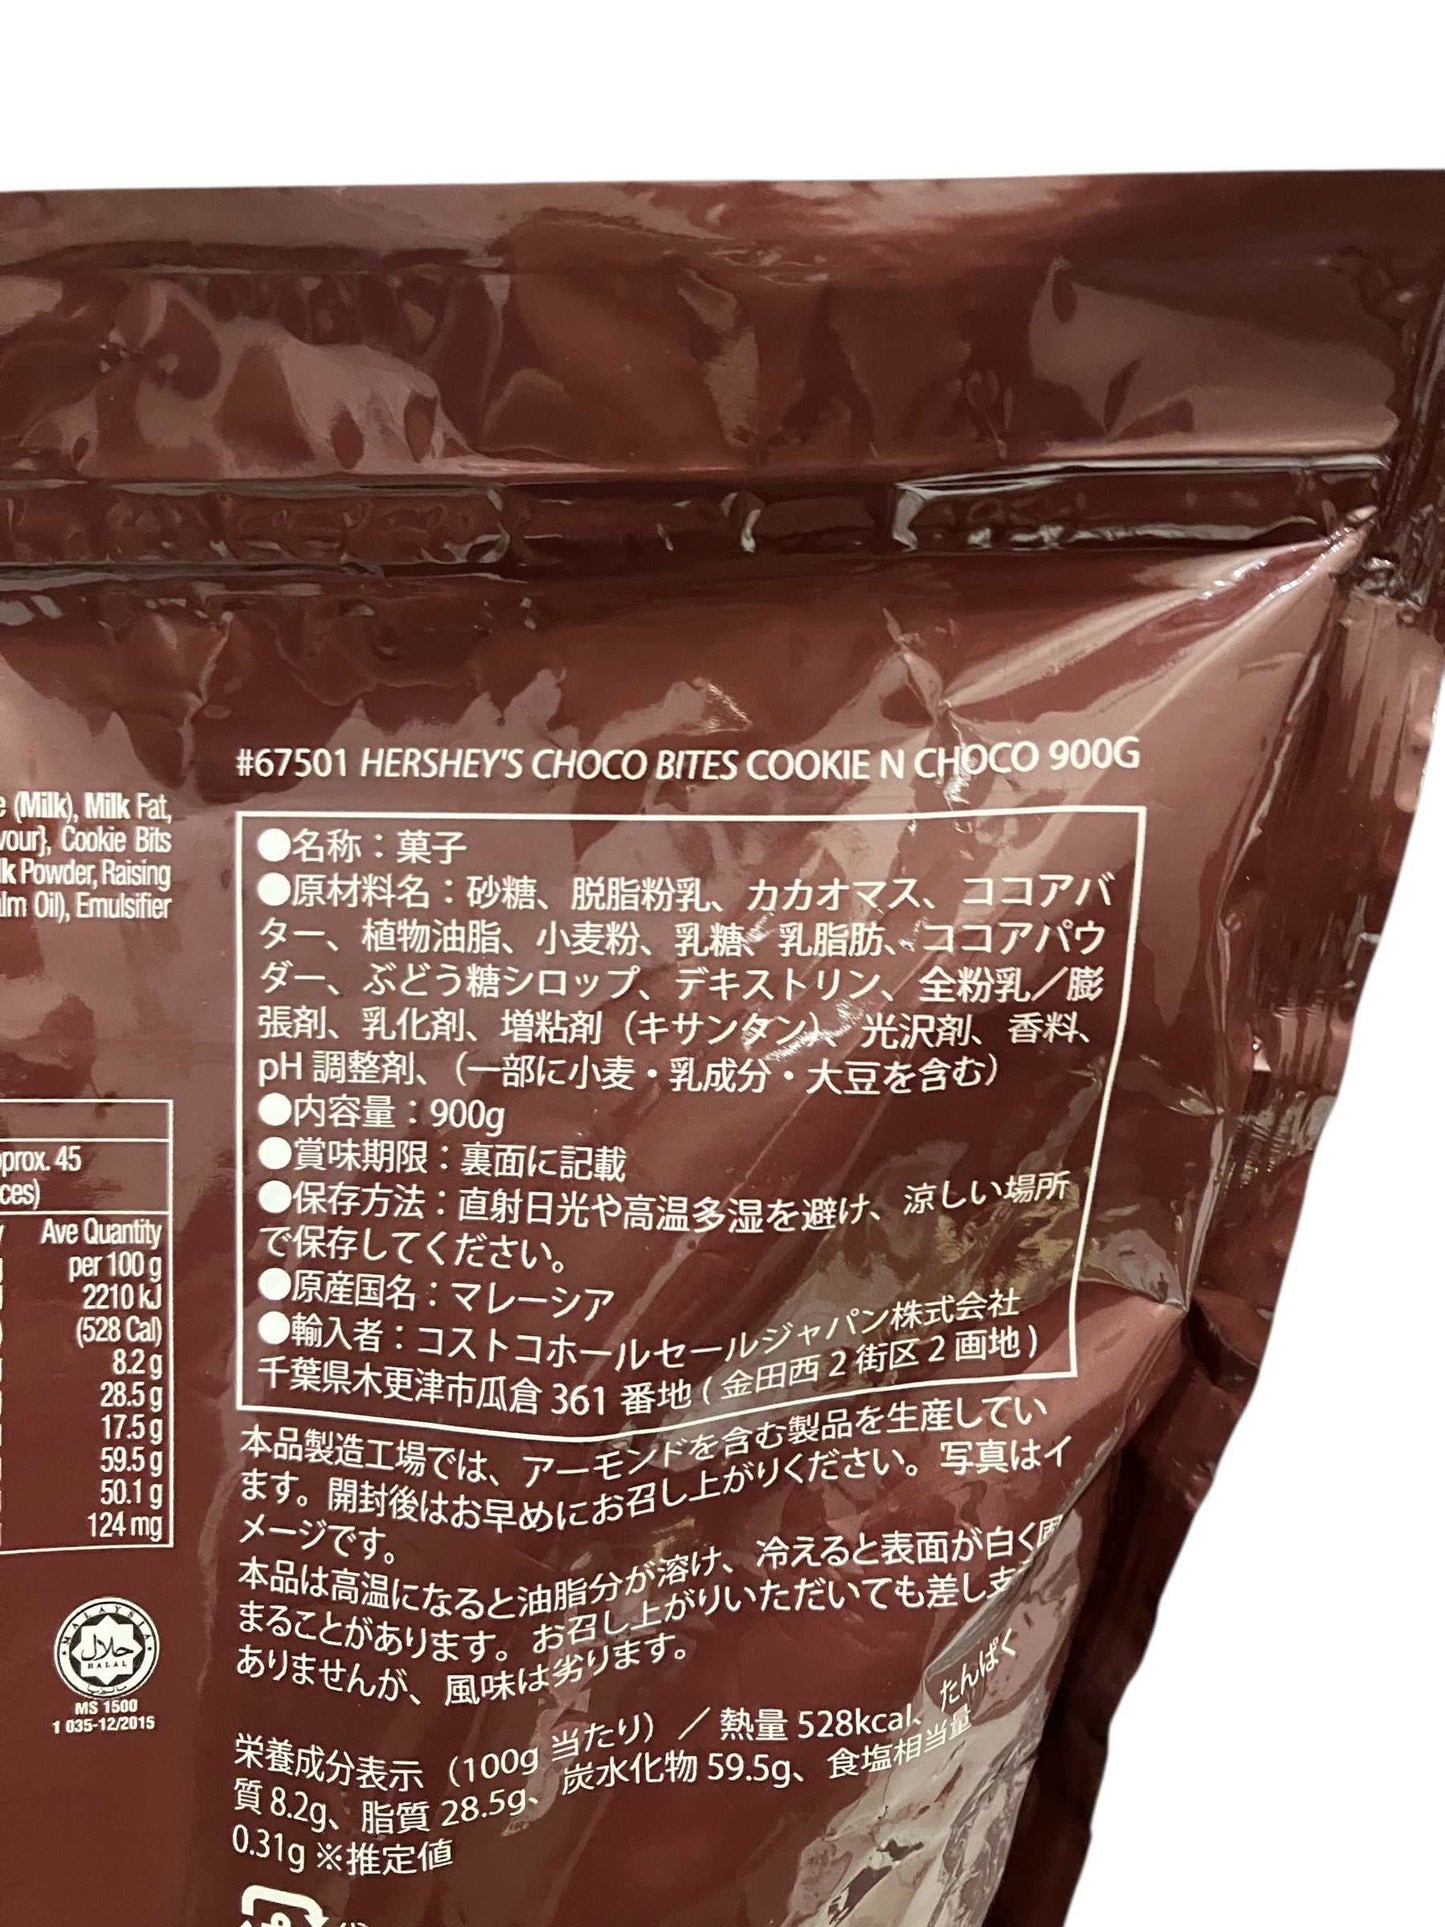 #67501 HERSHEY'S CHOCO BITES COOKIE N CHOCO 900G
●名称：菓子
●原材料名：砂糖、脱脂粉乳、カカオマス、ココアバ
ター、植物油脂、小麦粉、乳糖、乳脂肪、ココアパウ
ダー、ぶどう糖シロップ、デキストリン、全粉乳／膨
張剤、乳化剤、増粘剤（キサンタン）、光沢剤、香料、
pH 調整剤、（一部に小麦・乳成分・大豆を含む）
●内容量：900g
●賞味期限：裏面に記載
●保存方法：直射日光や高温多湿を避け、涼しい場所
で保存してください。
●原産国名：マレーシア
●輸入者：コストコホールセールジャパン株式会社
千葉県木更津市瓜倉 361 番地 ( 金田西 2 街区 2 画地 )
本品製造工場では、アーモンドを含む製品を生産してい
ます。開封後はお早めにお召し上がりください。写真はイ
メージです。
本品は高温になると油脂分が溶け、冷えると表面が白く固
まることがあります。お召し上がりいただいても差し支
ありませんが、風味は劣ります。
栄養成分表示（100g 当たり）／ 熱量 528kcal、たんぱく
質 8.2g、脂質 28.5g、炭水化物 59.5g、食塩相当量
0.31g ※推定値
(Milk), Milk Fat,
Cookie Bits
Powder, Raising
Oil), Emulsifier
45
Ave Quantity
per 100 g
2210 kJ
(528 Cal)
8.2 g
28.5 g
17.5 g
59.5 g
50.1 g
124 mg
MALAYSIA
حلال
HALAL
MS 1500
1 035-12/2015